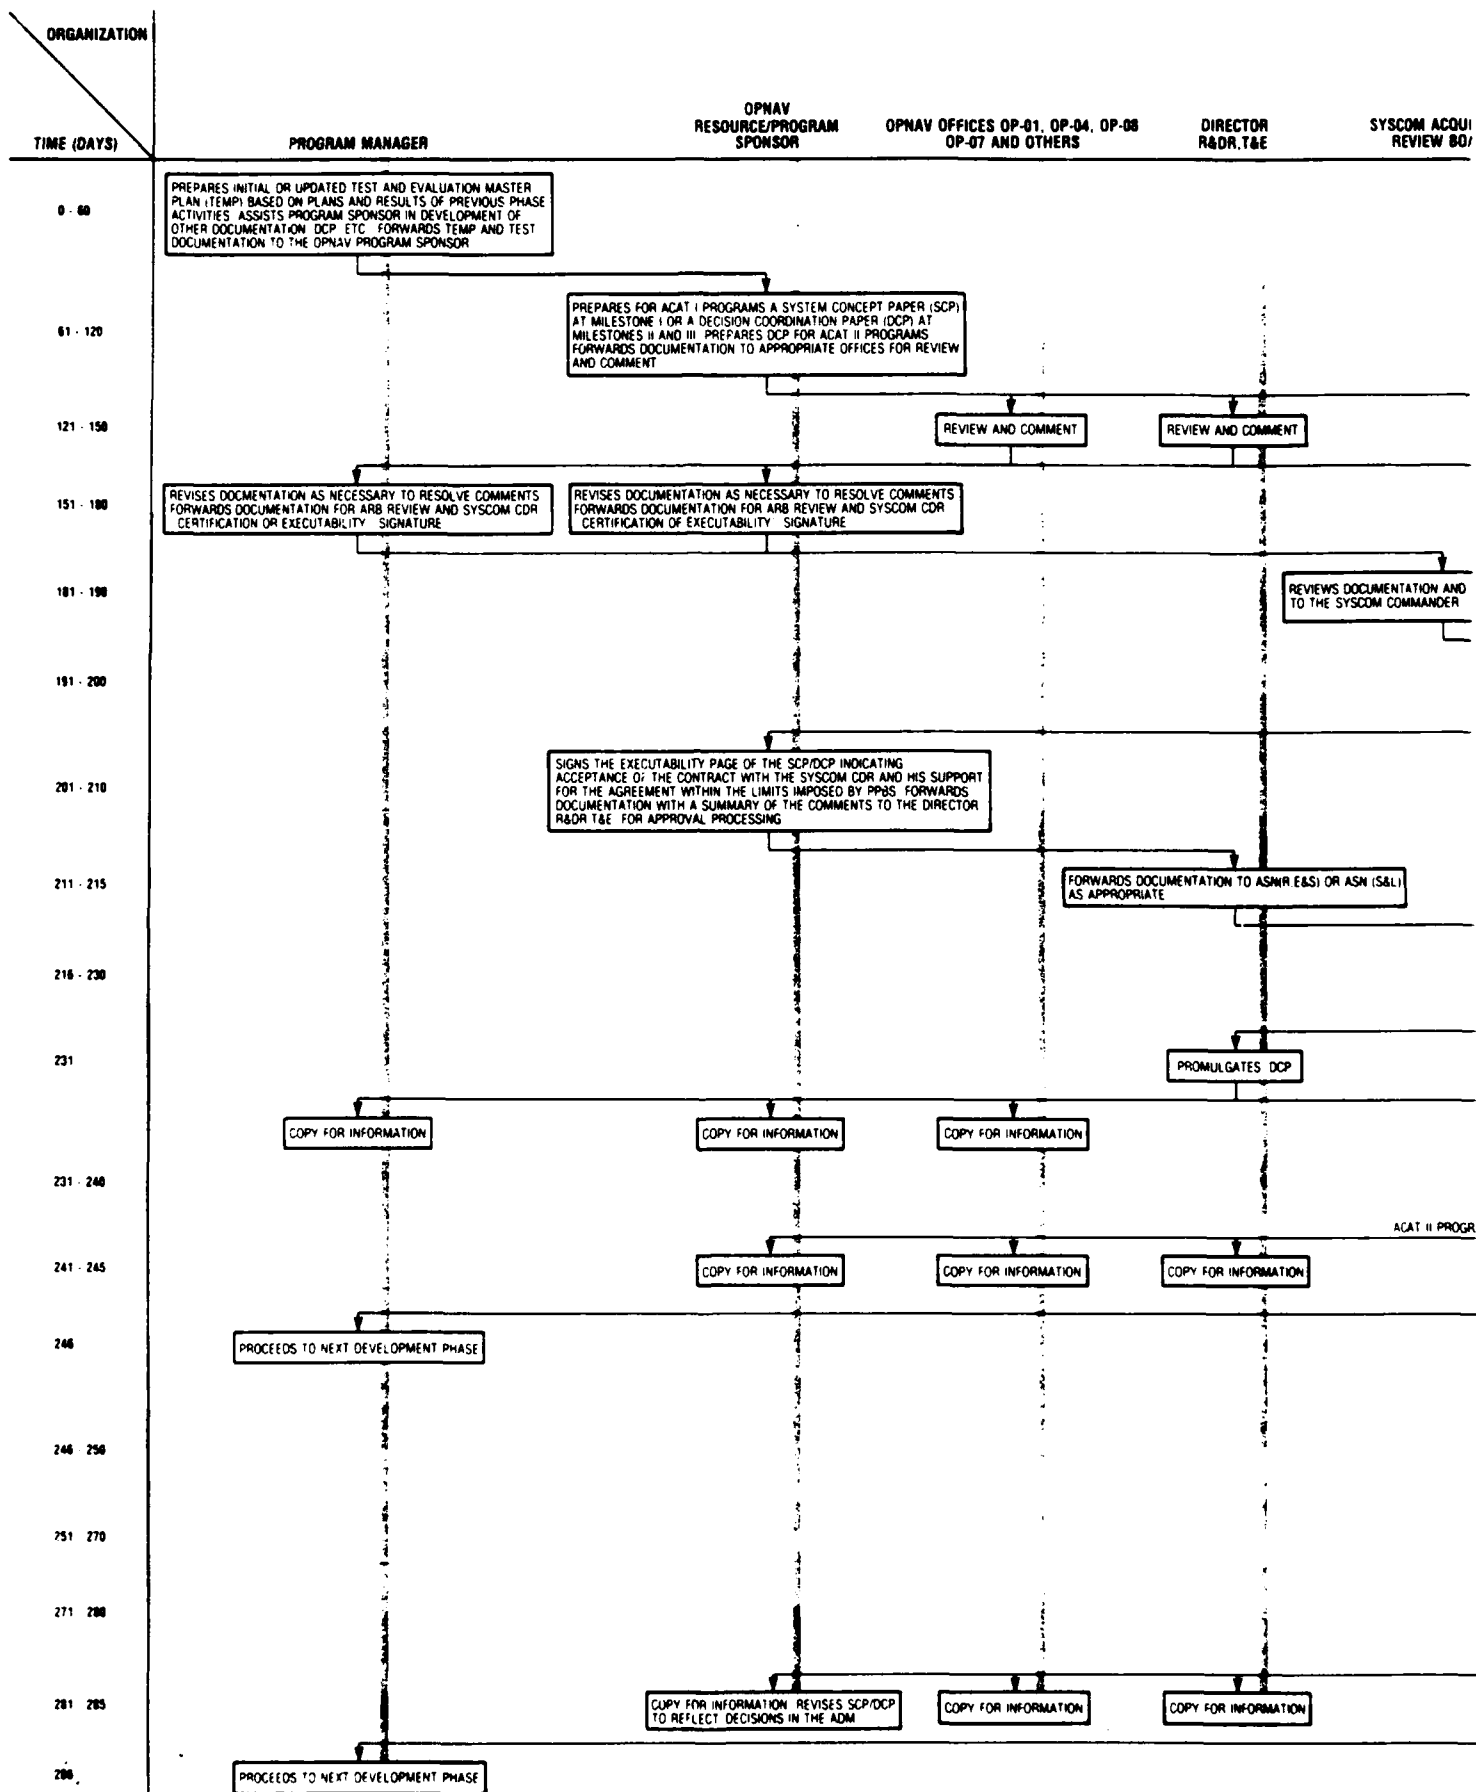 ORGANIZATION
TIME (DAYS)
PROGRAM MANAGER
OPNAV
RESOURCE/PROGRAM
SPONSOR
OPNAV OFFICES OP-01, OP-04, OP-08
OP-07 AND OTHERS
DIRECTOR
R&DR,T&E
SYSCOM ACQUI
REVIEW BOA
0 - 60
PREPARES INITIAL OR UPDATED TEST AND EVALUATION MASTER
PLAN (TEMP) BASED ON PLANS AND RESULTS OF PREVIOUS PHASE
ACTIVITIES ASSISTS PROGRAM SPONSOR IN DEVELOPMENT OF
OTHER DOCUMENTATION DCP ETC FORWARDS TEMP AND TEST
DOCUMENTATION TO THE OPNAV PROGRAM SPONSOR
61 - 120
PREPARES FOR ACAT I PROGRAMS A SYSTEM CONCEPT PAPER (SCP)
AT MILESTONE I OR A DECISION COORDINATION PAPER (DCP) AT
MILESTONES II AND III PREPARES DCP FOR ACAT II PROGRAMS
FORWARDS DOCUMENTATION TO APPROPRIATE OFFICES FOR REVIEW
AND COMMENT
121 - 150
REVIEW AND COMMENT
REVIEW AND COMMENT
151 - 180
REVISES DOCMENTATION AS NECESSARY TO RESOLVE COMMENTS
FORWARDS DOCUMENTATION FOR ARB REVIEW AND SYSCOM CDR
CERTIFICATION OR EXECUTABILITY SIGNATURE
REVISES DOCUMENTATION AS NECESSARY TO RESOLVE COMMENTS
FORWARDS DOCUMENTATION FOR ARB REVIEW AND SYSCOM CDR
CERTIFICATION OF EXECUTABILITY SIGNATURE
181 - 190
REVIEWS DOCUMENTATION AND
TO THE SYSCOM COMMANDER
191 - 200
201 - 210
SIGNS THE EXECUTABILITY PAGE OF THE SCP/DCP INDICATING
ACCEPTANCE OF THE CONTRACT WITH THE SYSCOM CDR AND HIS SUPPORT
FOR THE AGREEMENT WITHIN THE LIMITS IMPOSED BY PPBS FORWARDS
DOCUMENTATION WITH A SUMMARY OF THE COMMENTS TO THE DIRECTOR
R&DR T&E FOR APPROVAL PROCESSING
211 - 215
FORWARDS DOCUMENTATION TO ASN(R,E&S) OR ASN (S&L)
AS APPROPRIATE
216 - 230
231
PROMULGATES DCP
COPY FOR INFORMATION
COPY FOR INFORMATION
COPY FOR INFORMATION
231 - 240
ACAT II PROGR
241 - 245
COPY FOR INFORMATION
COPY FOR INFORMATION
COPY FOR INFORMATION
246
PROCEEDS TO NEXT DEVELOPMENT PHASE
246 - 250
251 270
271 280
281 285
COPY FOR INFORMATION REVISES SCP/DCP
TO REFLECT DECISIONS IN THE ADM
COPY FOR INFORMATION
COPY FOR INFORMATION
286
PROCEEDS TO NEXT DEVELOPMENT PHASE